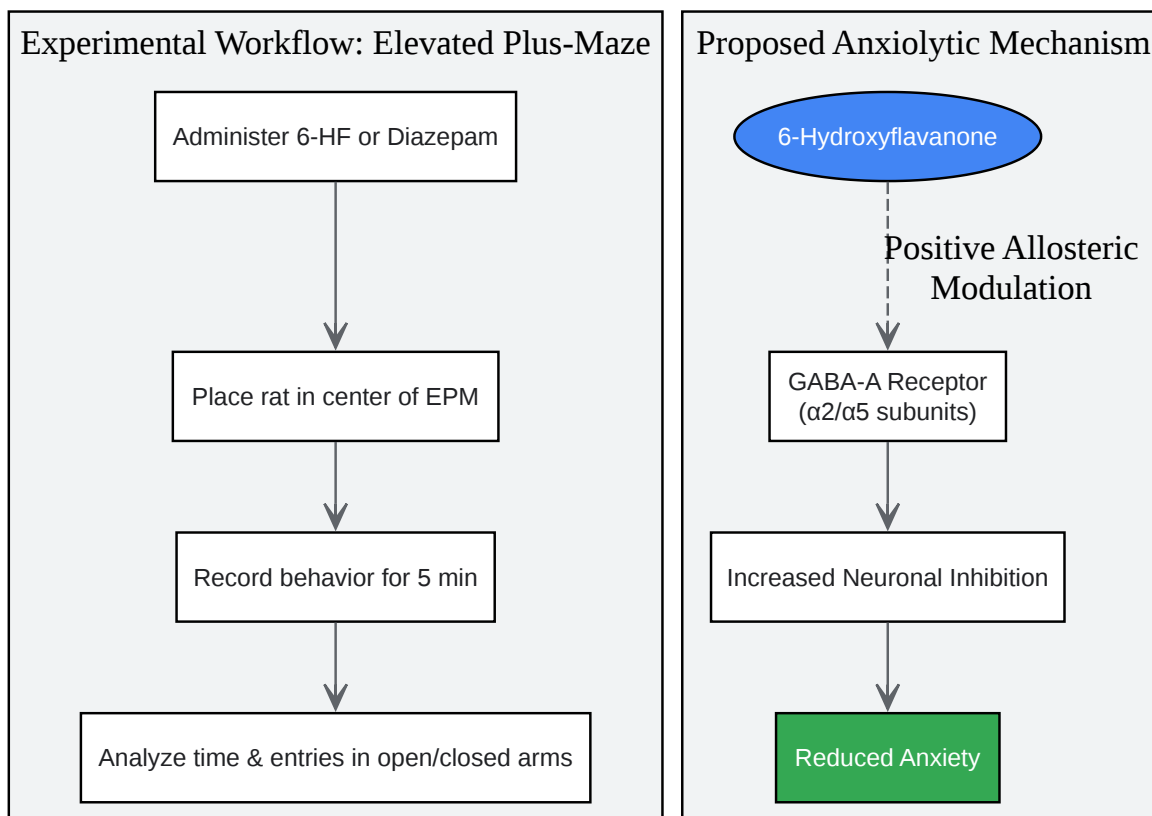 Experimental Workflow: Elevated Plus-Maze
Administer 6-HF or Diazepam
Place rat in center of EPM
Record behavior for 5 min
Analyze time & entries in open/closed arms
Proposed Anxiolytic Mechanism
6-Hydroxyflavanone
Positive Allosteric
Modulation
GABA-A Receptor
(α2/α5 subunits)
Increased Neuronal Inhibition
Reduced Anxiety